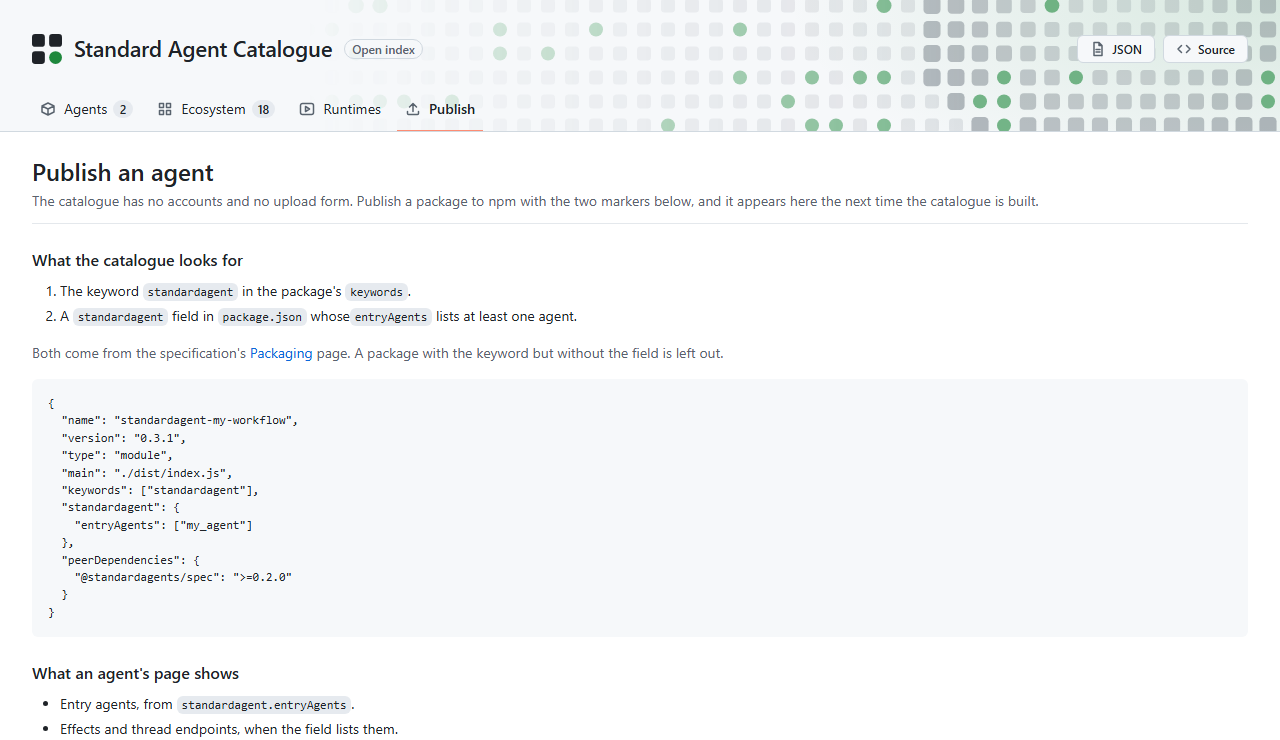 Standard Agent Catalogue
Open index
JSON
Source
Agents 2
Ecosystem 18
Runtimes
Publish
Publish an agent
The catalogue has no accounts and no upload form. Publish a package to npm with the two markers below, and it appears here the next time the catalogue is built.
What the catalogue looks for
1. The keyword standardagent in the package's keywords.
2. A standardagent field in package.json whose entryAgents lists at least one agent.
Both come from the specification's Packaging page. A package with the keyword but without the field is left out.
{
  "name": "standardagent-my-workflow",
  "version": "0.3.1",
  "type": "module",
  "main": "./dist/index.js",
  "keywords": ["standardagent"],
  "standardagent": {
    "entryAgents": ["my_agent"]
  },
  "peerDependencies": {
    "@standardagents/spec": ">=0.2.0"
  }
}
What an agent's page shows
• Entry agents, from standardagent.entryAgents.
• Effects and thread endpoints, when the field lists them.